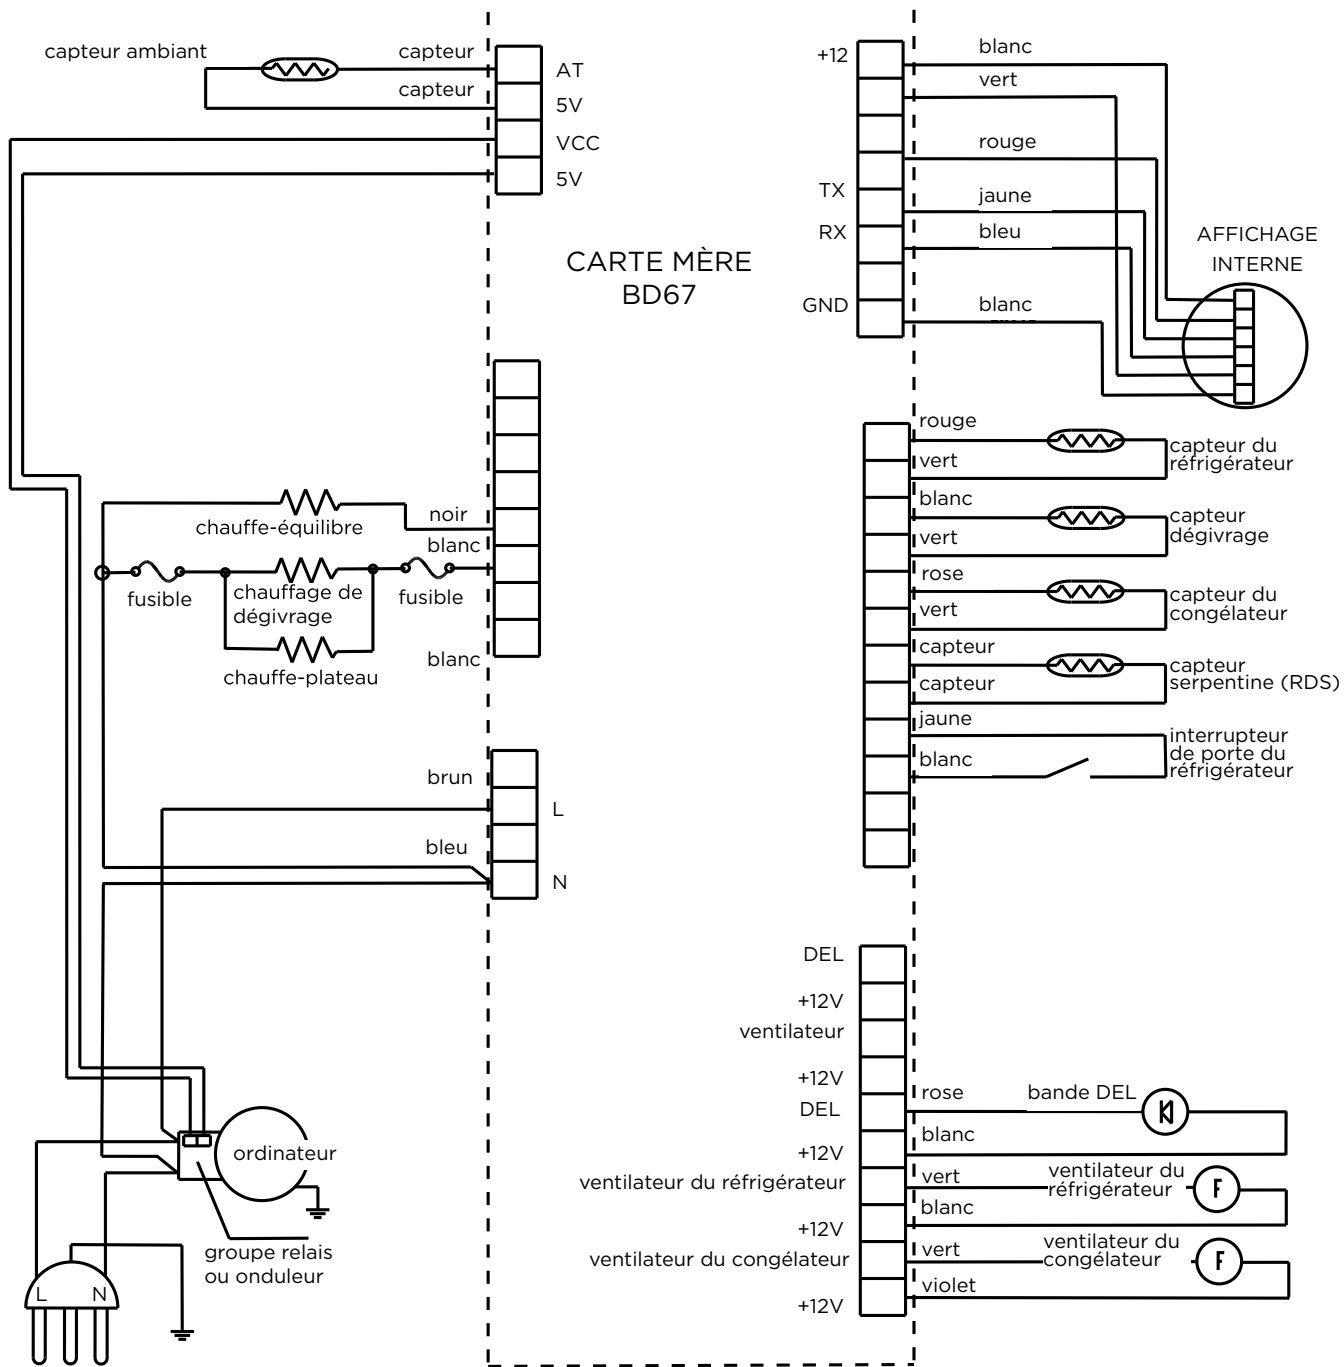 capteur ambiant
capteur
capteur
AT
5V
VCC
5V
+12
TX
RX
GND
blanc
vert
rouge
jaune
bleu
blanc
AFFICHAGE
INTERNE
CARTE MÈRE
BD67
chauffe-équilibre
noir
blanc
fusible
chauffage de
dégivrage
fusible
chauffe-plateau
blanc
rouge
vert
capteur du
réfrigérateur
blanc
vert
capteur
dégivrage
rose
vert
capteur du
congélateur
capteur
capteur
capteur
serpentine (RDS)
jaune
blanc
interrupteur
de porte du
réfrigérateur
brun
L
bleu
N
DEL
+12V
ventilateur
+12V
DEL
+12V
ventilateur du réfrigérateur
+12V
ventilateur du congélateur
+12V
rose
bande DEL
blanc
vert
ventilateur du
réfrigérateur
F
blanc
vert
ventilateur du
congélateur
F
violet
ordinateur
groupe relais
ou onduleur
L
N